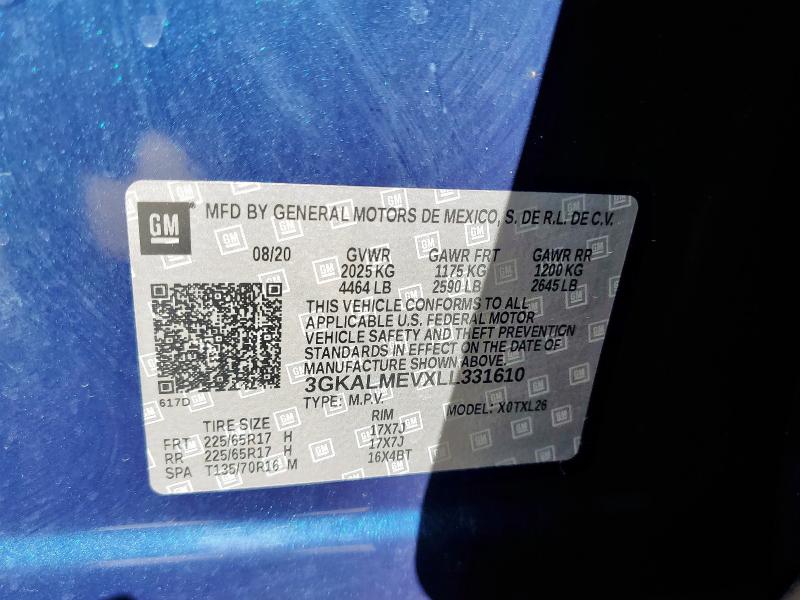 GM MFD BY GENERAL MOTORS DE MEXICO, S. DE R.L. DE C.V.
08/20 GVWR GAWR FRT GAWR RR
2025 KG 1175 KG 1200 KG
4464 LB 2590 LB 2645 LB
THIS VEHICLE CONFORMS TO ALL
APPLICABLE U.S. FEDERAL MOTOR
VEHICLE SAFETY AND THEFT PREVENTION
STANDARDS IN EFFECT ON THE DATE OF
MANUFACTURE SHOWN ABOVE
3GKALMEVXLL331610
617D TYPE: M.P.V. MODEL: X0TXL26
TIRE SIZE RIM
FRT 225/65R17 H 17X7J
RR 225/65R17 H 17X7J
SPA T135/70R16 M 16X4BT